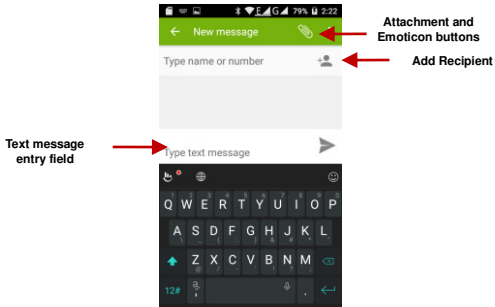 E G 79% 2:22
New message
Attachment and
Emoticon buttons
Type name or number
Add Recipient
Text message
entry field
Type text message
Q W E R T Y U I O P
A S D F G H J K L
Z X C V B N M
12# , .